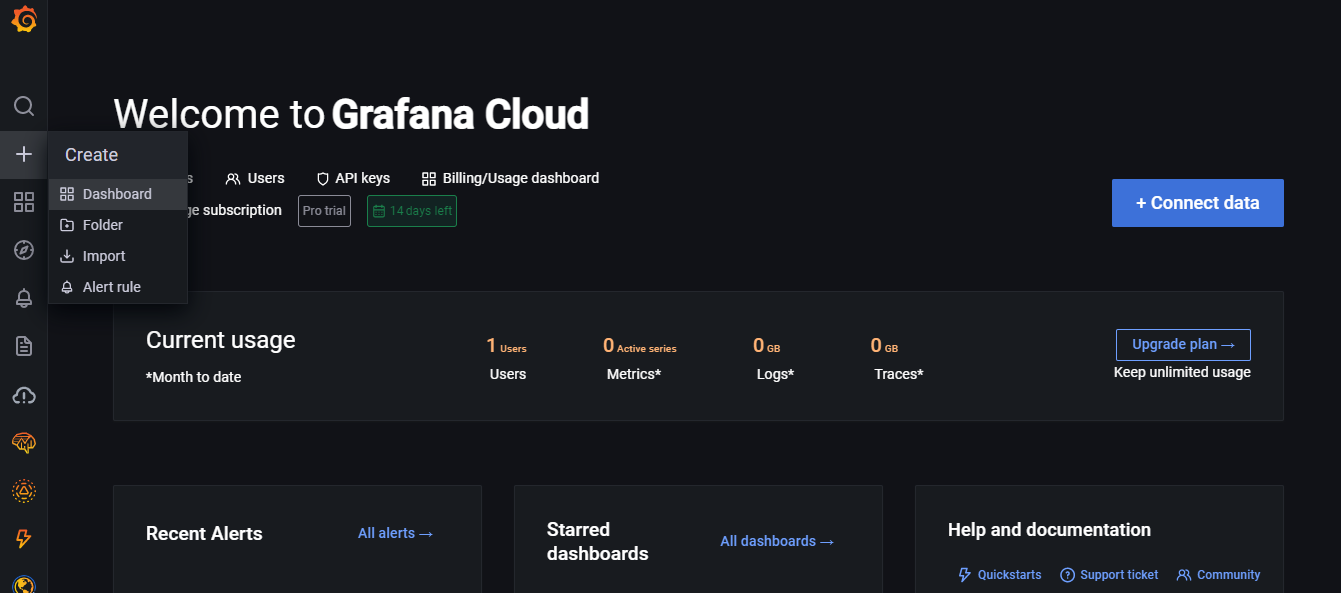 Welcome to Grafana Cloud
Create
Dashboard
Folder
Import
Alert rule
Users
API keys
Billing/Usage dashboard
subscription
Pro trial
14 days left
+ Connect data
Current usage
*Month to date
1 Users
Users
0 Active series
Metrics*
0 GB
Logs*
0 GB
Traces*
Upgrade plan →
Keep unlimited usage
Recent Alerts
All alerts →
Starred
dashboards
All dashboards →
Help and documentation
Quickstarts
Support ticket
Community